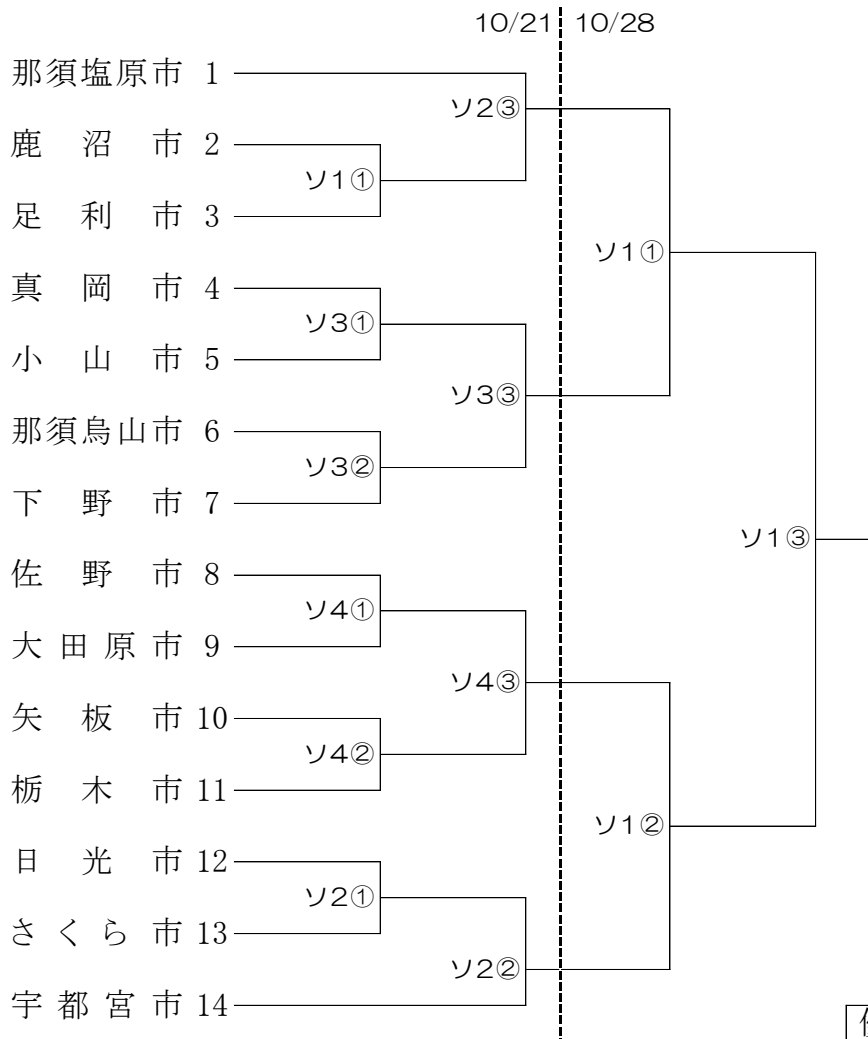 10/21 10/28
那須塩原市 1
ソ2③
鹿沼市 2
ソ1①
足利市 3
ソ1①
真岡市 4
ソ3①
小山市 5
ソ3③
那須烏山市 6
ソ3②
下野市 7
ソ1③
佐野市 8
ソ4①
大田原市 9
ソ4③
矢板市 10
ソ4②
栃木市 11
ソ1②
日光市 12
ソ2①
さくら市 13
ソ2②
宇都宮市 14